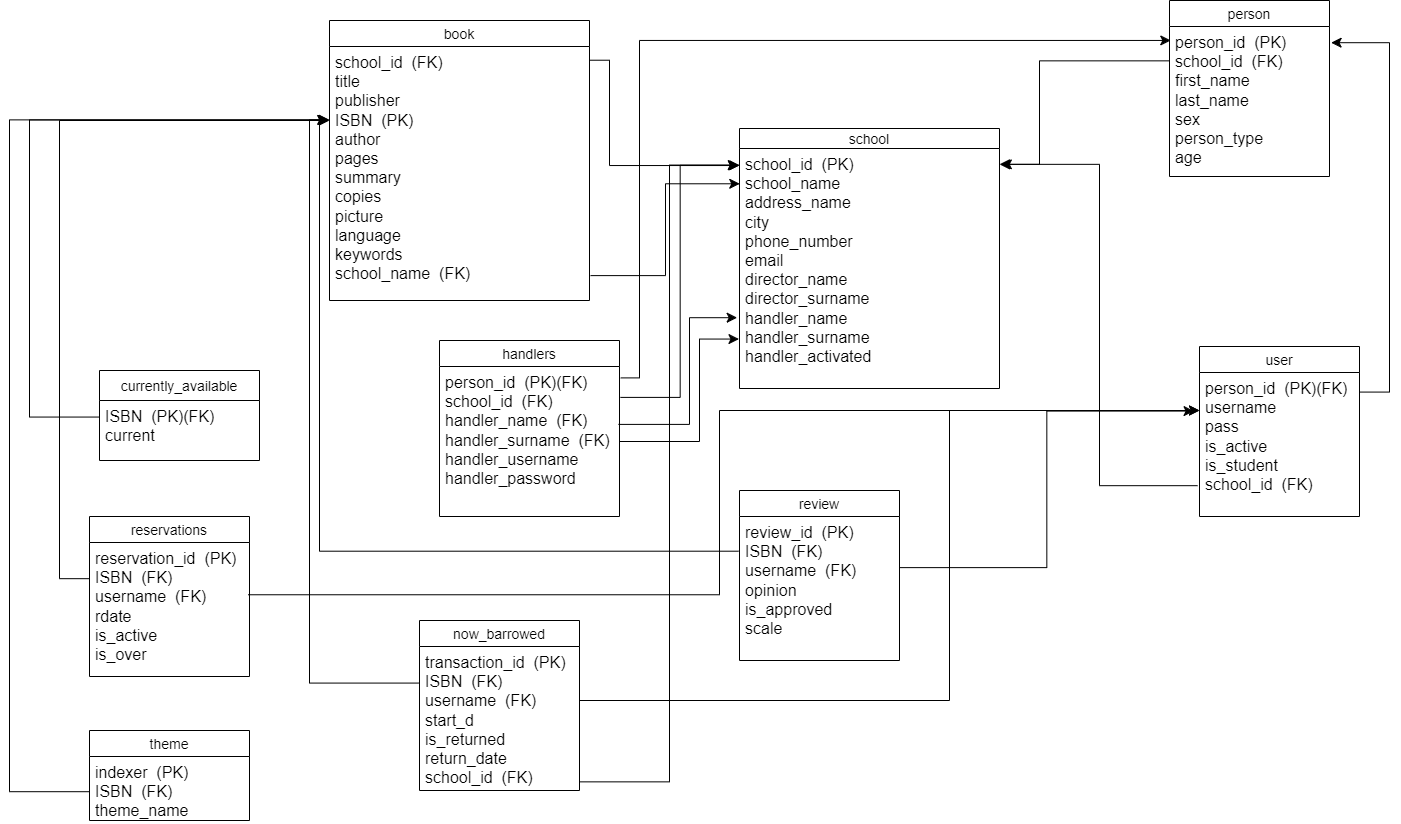 book
school_id (FK)
title
publisher
ISBN (PK)
author
pages
summary
copies
picture
language
keywords
school_name (FK)
person
person_id (PK)
school_id (FK)
first_name
last_name
sex
person_type
age
school
school_id (PK)
school_name
address_name
city
phone_number
email
director_name
director_surname
handler_name
handler_surname
handler_activated
handlers
person_id (PK)(FK)
school_id (FK)
handler_name (FK)
handler_surname (FK)
handler_username
handler_password
user
person_id (PK)(FK)
username
pass
is_active
is_student
school_id (FK)
currently_available
ISBN (PK)(FK)
current
reservations
reservation_id (PK)
ISBN (FK)
username (FK)
rdate
is_active
is_over
review
review_id (PK)
ISBN (FK)
username (FK)
opinion
is_approved
scale
now_barrowed
transaction_id (PK)
ISBN (FK)
username (FK)
start_d
is_returned
return_date
school_id (FK)
theme
indexer (PK)
ISBN (FK)
theme_name